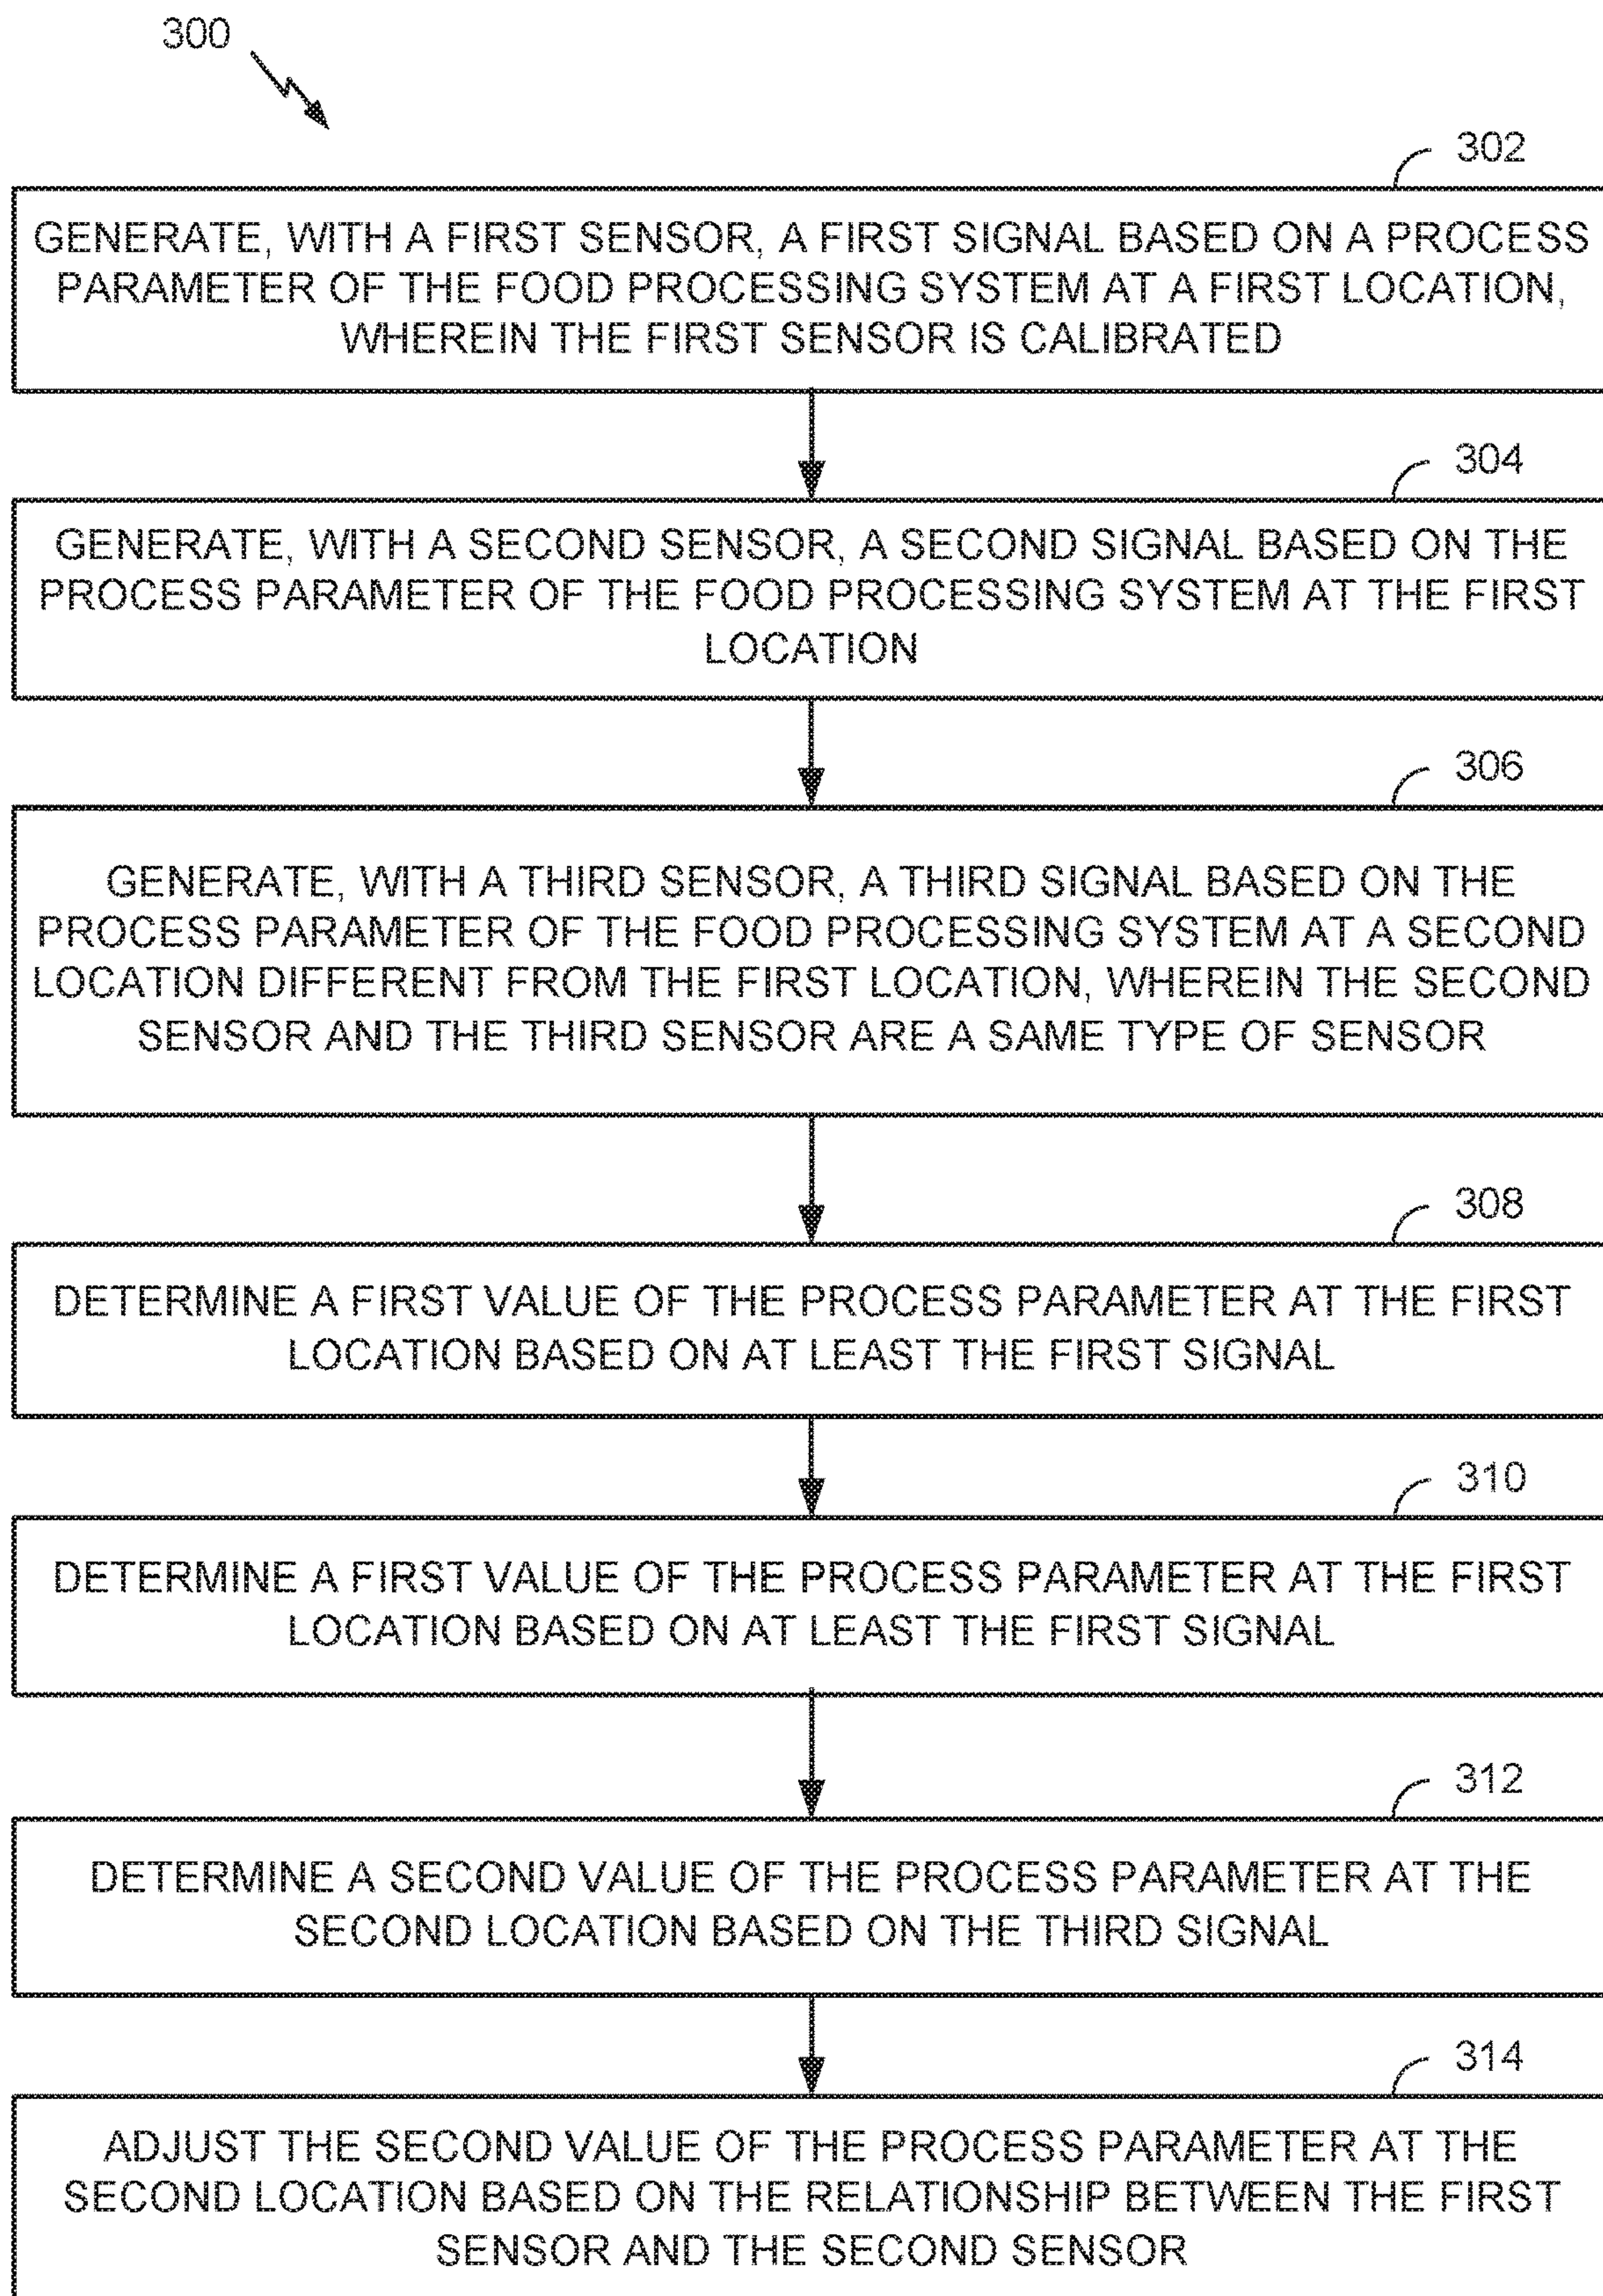 300
302
GENERATE, WITH A FIRST SENSOR, A FIRST SIGNAL BASED ON A PROCESS
PARAMETER OF THE FOOD PROCESSING SYSTEM AT A FIRST LOCATION,
WHEREIN THE FIRST SENSOR IS CALIBRATED
304
GENERATE, WITH A SECOND SENSOR, A SECOND SIGNAL BASED ON THE
PROCESS PARAMETER OF THE FOOD PROCESSING SYSTEM AT THE FIRST
LOCATION
306
GENERATE, WITH A THIRD SENSOR, A THIRD SIGNAL BASED ON THE
PROCESS PARAMETER OF THE FOOD PROCESSING SYSTEM AT A SECOND
LOCATION DIFFERENT FROM THE FIRST LOCATION, WHEREIN THE SECOND
SENSOR AND THE THIRD SENSOR ARE A SAME TYPE OF SENSOR
308
DETERMINE A FIRST VALUE OF THE PROCESS PARAMETER AT THE FIRST
LOCATION BASED ON AT LEAST THE FIRST SIGNAL
310
DETERMINE A FIRST VALUE OF THE PROCESS PARAMETER AT THE FIRST
LOCATION BASED ON AT LEAST THE FIRST SIGNAL
312
DETERMINE A SECOND VALUE OF THE PROCESS PARAMETER AT THE
SECOND LOCATION BASED ON THE THIRD SIGNAL
314
ADJUST THE SECOND VALUE OF THE PROCESS PARAMETER AT THE
SECOND LOCATION BASED ON THE RELATIONSHIP BETWEEN THE FIRST
SENSOR AND THE SECOND SENSOR